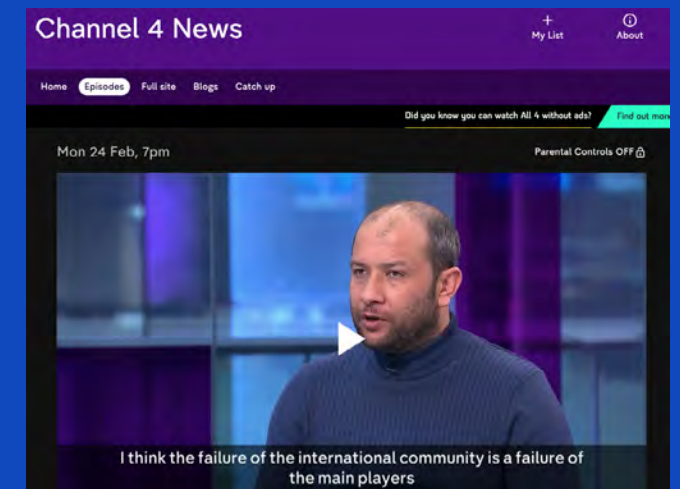 Channel 4 News
+
My List
About
Home Episodes Full site Blogs Catch up
Did you know you can watch All 4 without ads? Find out more
Mon 24 Feb, 7pm
Parental Controls OFF
I think the failure of the international community is a failure of
the main players